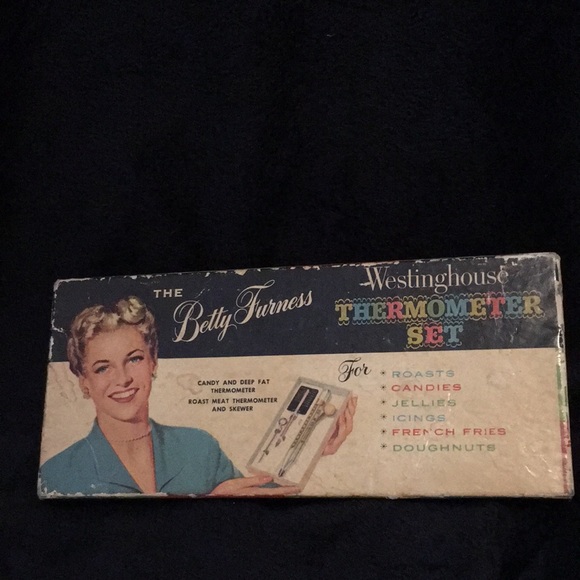 THE
Betty Furness
Westinghouse
THERMOMETER
SET
CANDY AND DEEP FAT
THERMOMETER
ROAST MEAT THERMOMETER
AND SKEWER
For
* ROASTS
* CANDIES
* JELLIES
* ICINGS
* FRENCH FRIES
* DOUGHNUTS